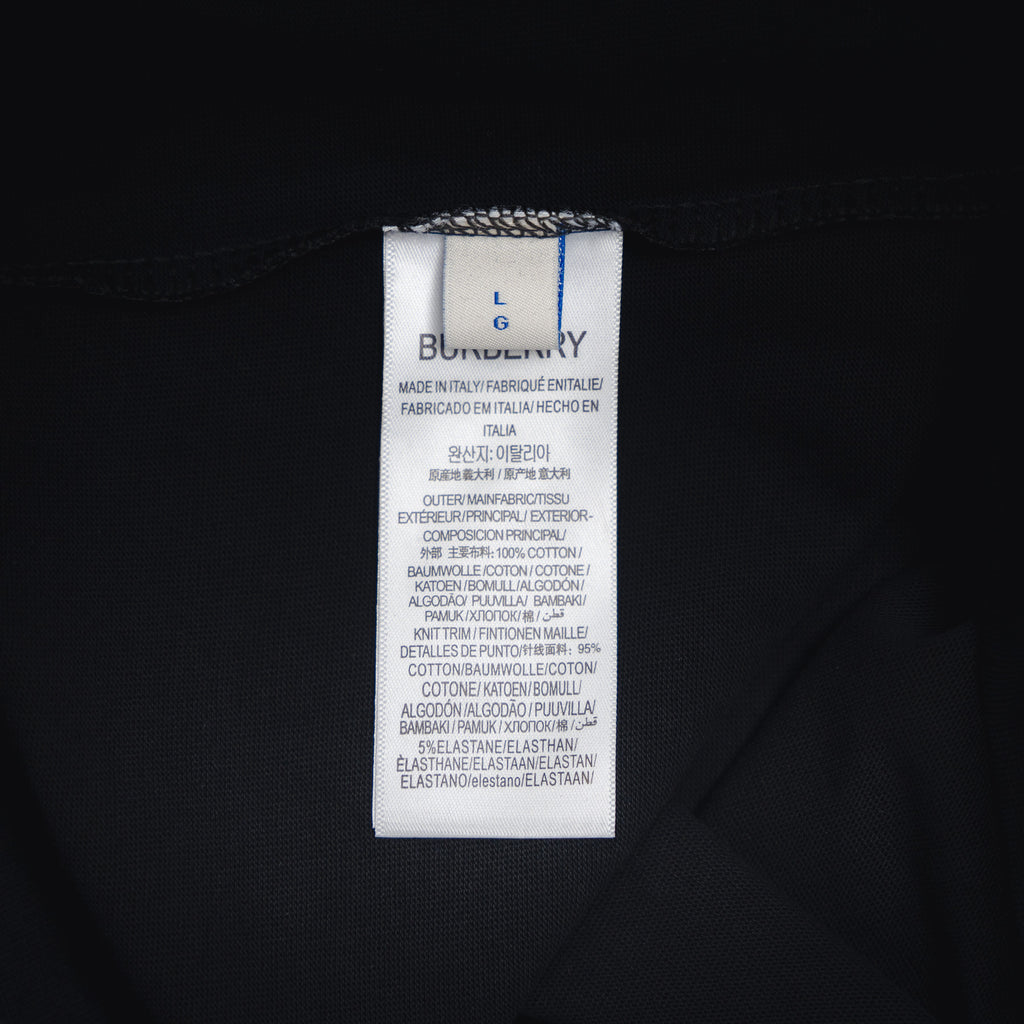 L
G
BURBERRY
MADE IN ITALY/ FABRIQUÉ ENITALIE/
FABRICADO EM ITALIA/ HECHO EN
ITALIA
완산지: 이탈리아
原産地義大利 / 原产地 意大利
OUTER/ MAINFABRIC/TISSU
EXTÉRIEUR/PRINCIPAL/ EXTERIOR-
COMPOSICION PRINCIPAL/
外部 主要布料: 100% COTTON /
BAUMWOLLE/COTON/COTONE/
KATOEN/BOMULL/ALGODÓN/
ALGODÃO/ PUUVILLA/ BAMBAKI/
PAMUK/ХЛОПОК/棉/قطن
KNIT TRIM / FINTIONEN MAILLE/
DETALLES DE PUNTO/针线面料: 95%
COTTON/BAUMWOLLE/COTON/
COTONE/ KATOEN/BOMULL/
ALGODÓN/ALGODÃO/PUUVILLA/
BAMBAKI/PAMUK/ХЛОПОК/棉/قطن
5%ELASTANE/ELASTHAN/
ÈLASTHANE/ELASTAAN/ELASTAN/
ELASTANO/elestano/ELASTAAN/